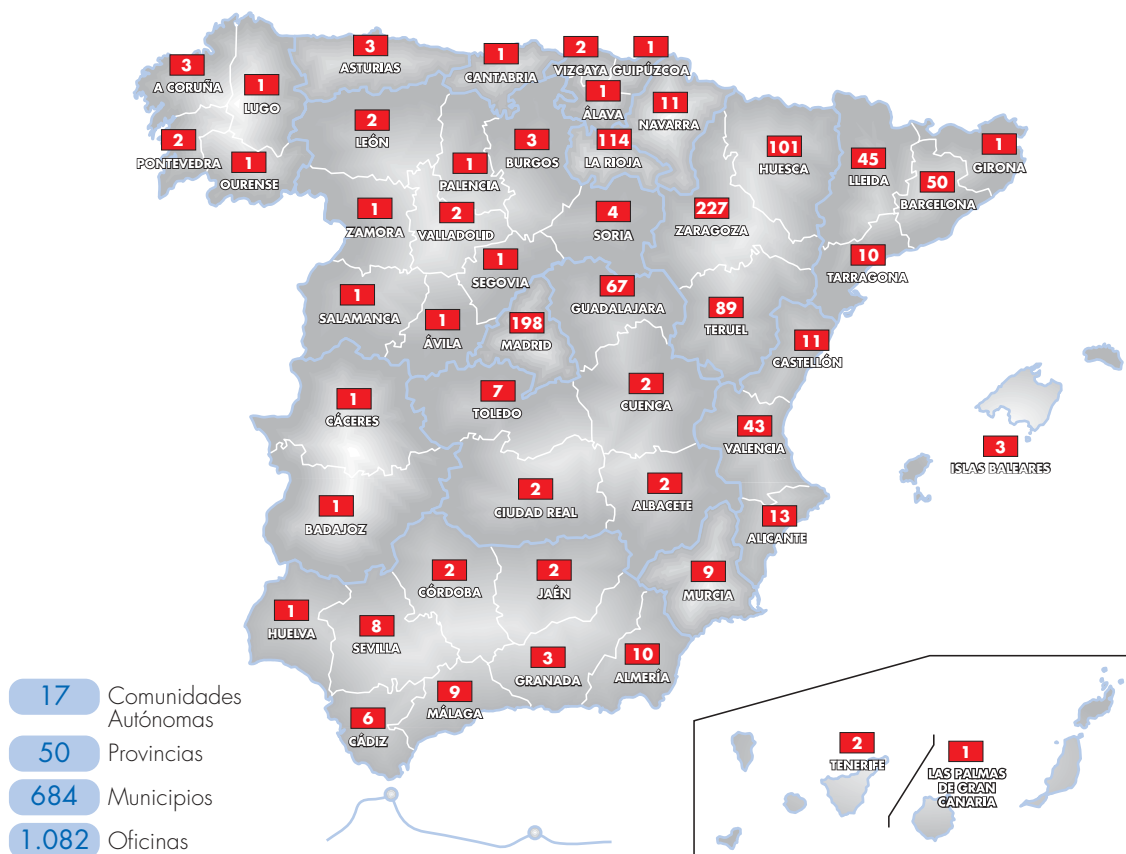 3
A CORUÑA
1
LUGO
2
PONTEVEDRA
1
OURENSE
3
ASTURIAS
1
CANTABRIA
2
VIZCAYA
1
GUIPÚZCOA
1
ÁLAVA
11
NAVARRA
114
LA RIOJA
2
LEÓN
1
PALENCIA
3
BURGOS
1
ZAMORA
2
VALLADOLID
4
SORIA
1
SEGOVIA
1
SALAMANCA
1
ÁVILA
101
HUESCA
227
ZARAGOZA
89
TERUEL
45
LLEIDA
1
GIRONA
50
BARCELONA
10
TARRAGONA
198
MADRID
67
GUADALAJARA
7
TOLEDO
2
CUENCA
2
CIUDAD REAL
2
ALBACETE
11
CASTELLÓN
43
VALENCIA
13
ALICANTE
3
ISLAS BALEARES
1
CÁCERES
1
BADAJOZ
9
MURCIA
1
HUELVA
8
SEVILLA
2
CÓRDOBA
2
JAÉN
3
GRANADA
10
ALMERÍA
9
MÁLAGA
6
CÁDIZ
2
TENERIFE
1
LAS PALMAS
DE GRAN
CANARIA
17 Comunidades
Autónomas
50 Provincias
684 Municipios
1.082 Oficinas